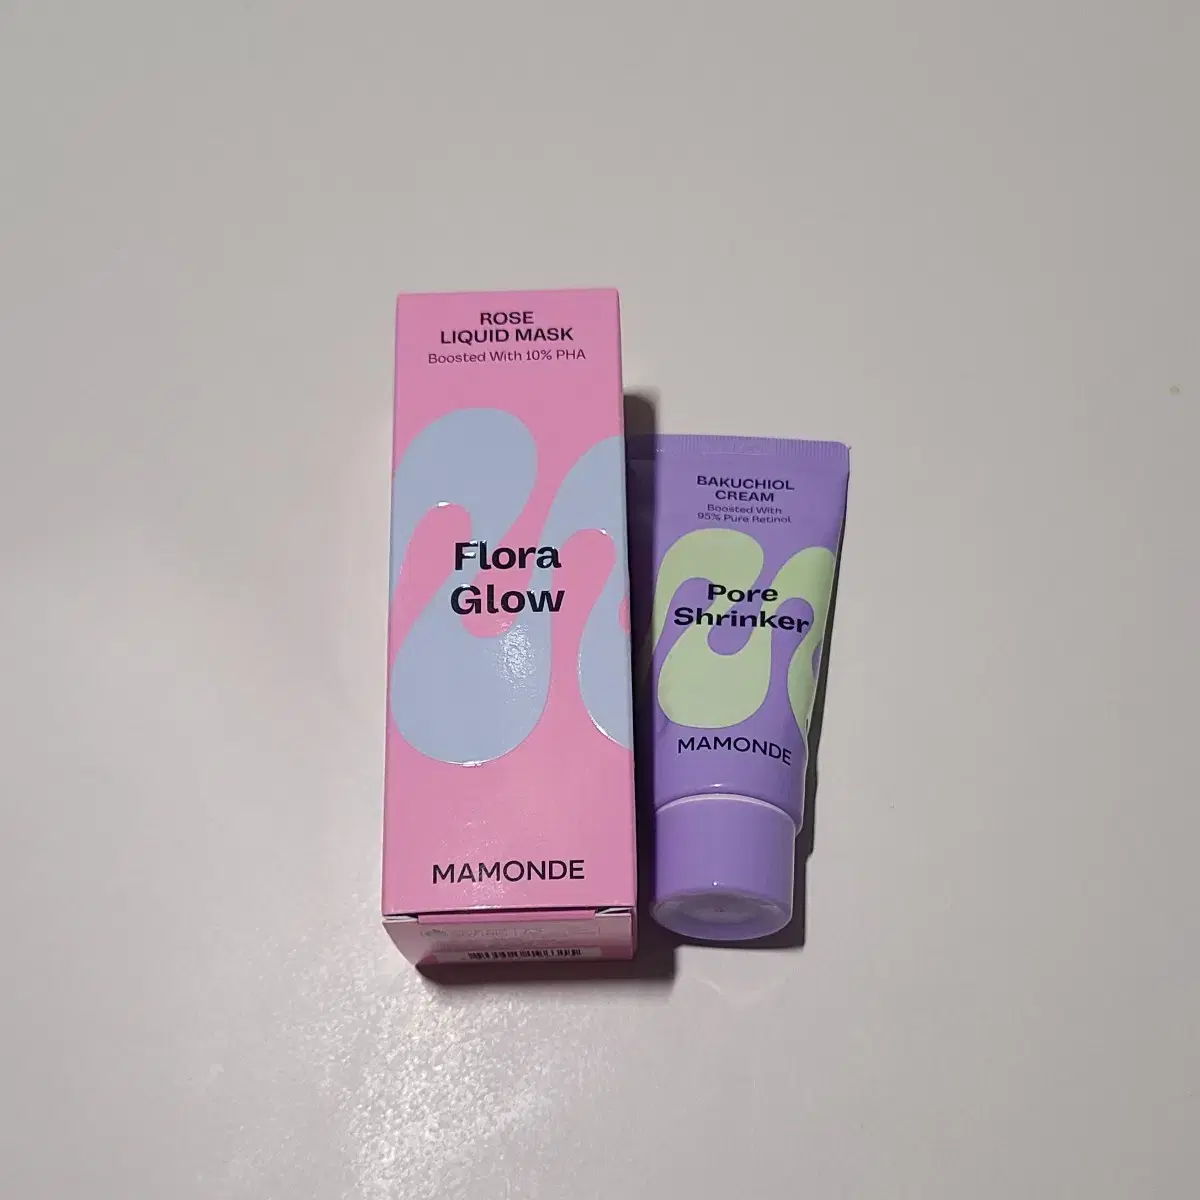 ROSE
LIQUID MASK
Boosted With 10% PHA
Flora
Glow
MAMONDE
BAKUCHIOL
CREAM
Boosted With
95% Pure Retinol
Pore
Shrinker
MAMONDE